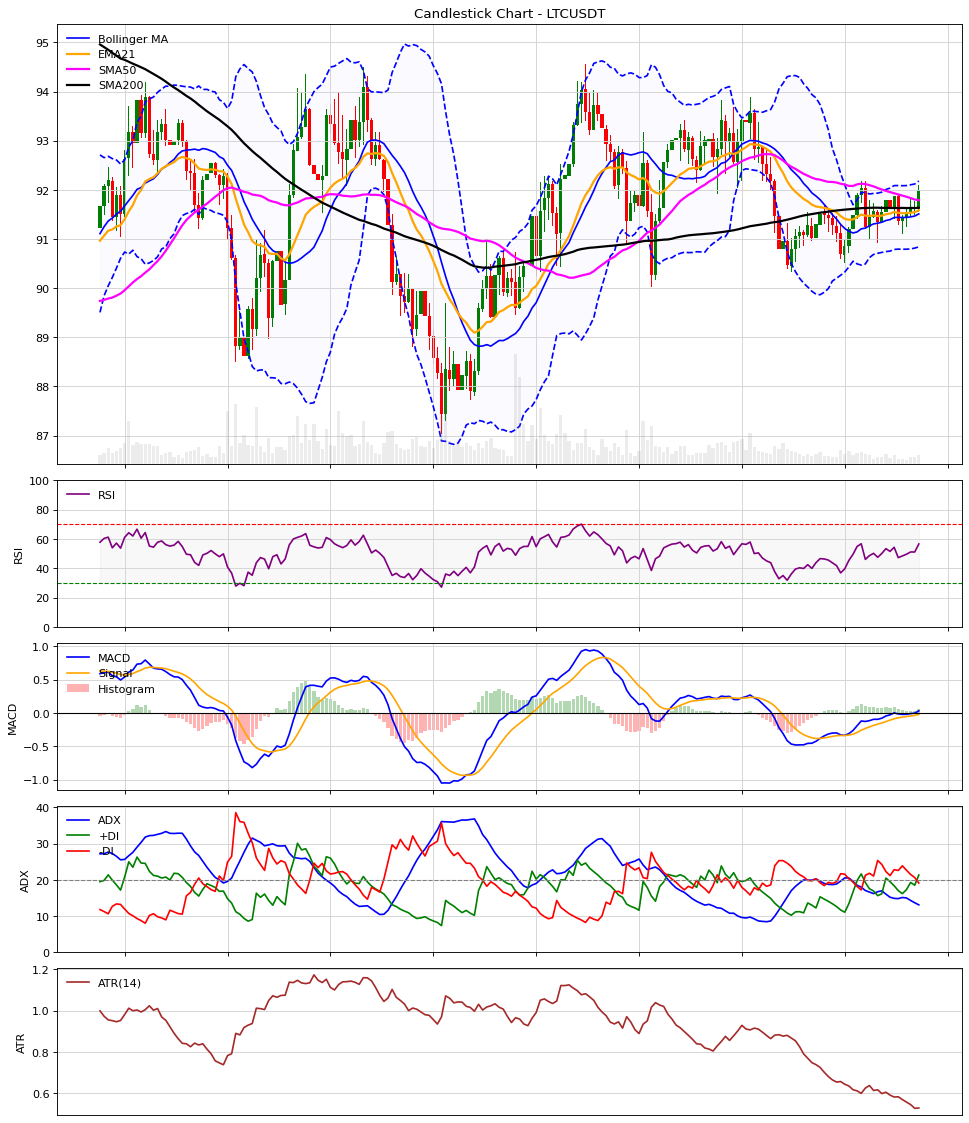 Candlestick Chart - LTCUSDT
Bollinger MA
EMA21
SMA50
SMA200
95
94
93
92
91
90
89
88
87
RSI
RSI
100
80
60
40
20
0
MACD
Signal
Histogram
MACD
1.0
0.5
0.0
−0.5
−1.0
ADX
+DI
-DI
ADX
40
30
20
10
0
ATR(14)
ATR
1.2
1.0
0.8
0.6